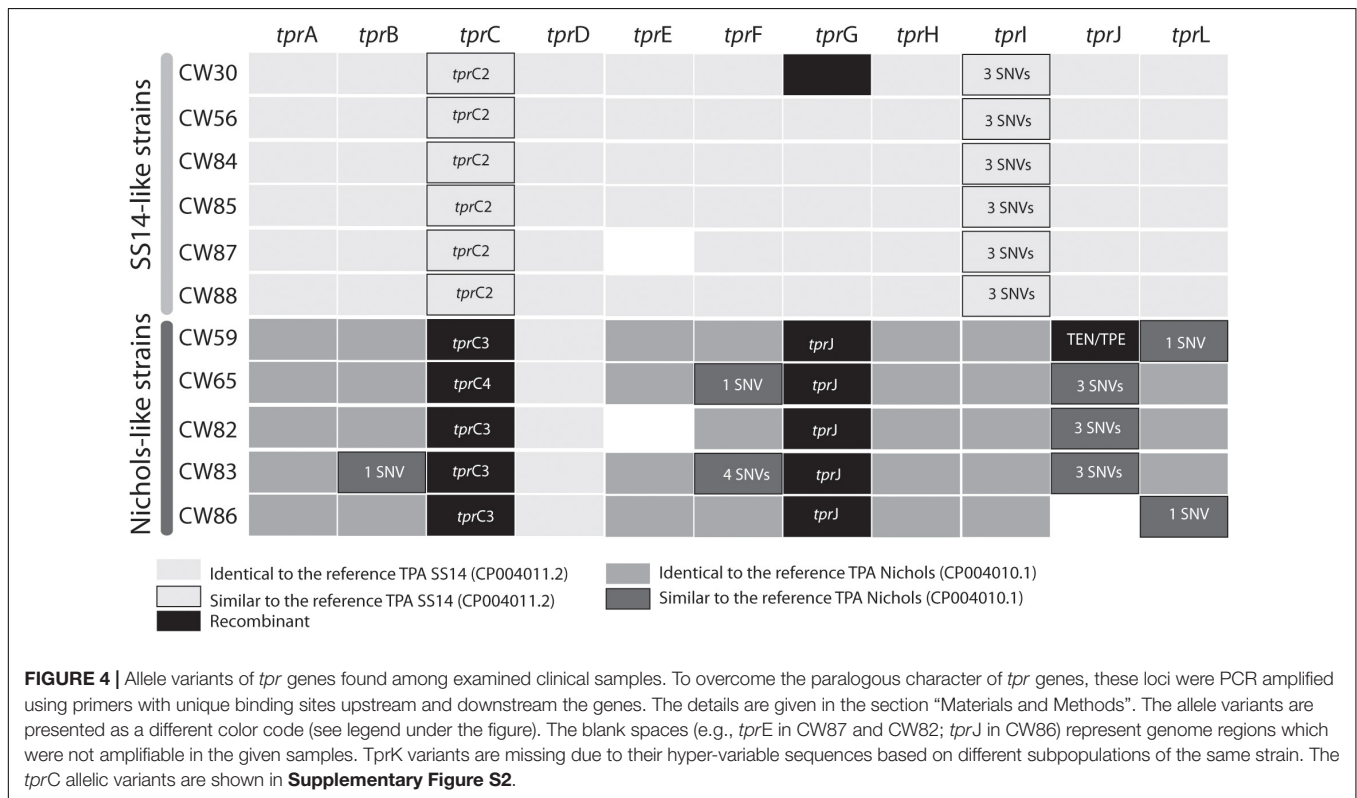 tprA tprB tprC tprD tprE tprF tprG tprH tprI tprJ tprL
SS14-like strains
CW30 tprC2 3 SNVs
CW56 tprC2 3 SNVs
CW84 tprC2 3 SNVs
CW85 tprC2 3 SNVs
CW87 tprC2 3 SNVs
CW88 tprC2 3 SNVs
Nichols-like strains
CW59 tprC3 tprJ TEN/TPE 1 SNV
CW65 tprC4 1 SNV tprJ 3 SNVs
CW82 tprC3 tprJ 3 SNVs
CW83 1 SNV tprC3 4 SNVs tprJ 3 SNVs
CW86 tprC3 tprJ 1 SNV
Identical to the reference TPA SS14 (CP004011.2) Identical to the reference TPA Nichols (CP004010.1)
Similar to the reference TPA SS14 (CP004011.2) Similar to the reference TPA Nichols (CP004010.1)
Recombinant
FIGURE 4 | Allele variants of tpr genes found among examined clinical samples. To overcome the paralogous character of tpr genes, these loci were PCR amplified
using primers with unique binding sites upstream and downstream the genes. The details are given in the section “Materials and Methods”. The allele variants are
presented as a different color code (see legend under the figure). The blank spaces (e.g., tprE in CW87 and CW82; tprJ in CW86) represent genome regions which
were not amplifiable in the given samples. TprK variants are missing due to their hyper-variable sequences based on different subpopulations of the same strain. The
tprC allelic variants are shown in Supplementary Figure S2.